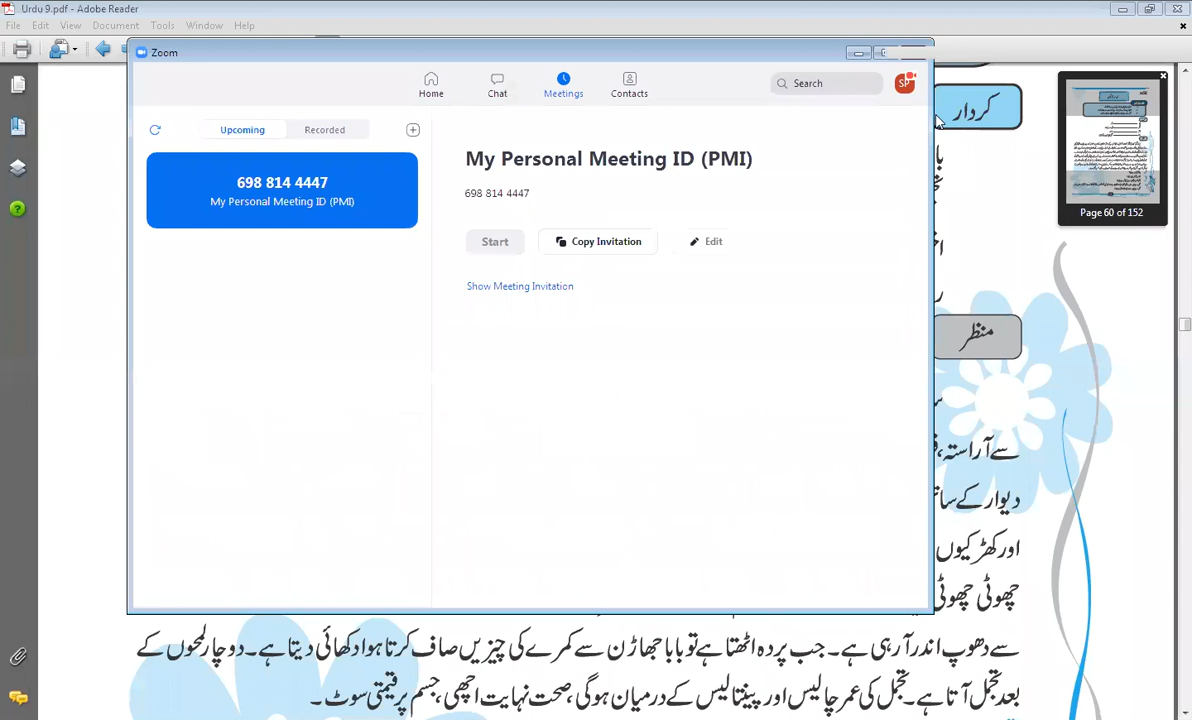 Urdu 9.pdf - Adobe Reader
File Edit View Document Tools Window Help
Zoom
Home
Chat
Meetings
Contacts
Search
SP
Upcoming
Recorded
698 814 4447
My Personal Meeting ID (PMI)
My Personal Meeting ID (PMI)
698 814 4447
Start
Copy Invitation
Edit
Show Meeting Invitation
Page 60 of 152
کردار
منظر
سے آراستہ،
دیوار کے
اور کھڑکیوں
چھوٹی چھوٹی
سے دھوپ اندر آ رہی ہے۔ جب پردہ اٹھتا ہے تو بابا جھاڑن سے کمرے کی چیزیں صاف کرتا ہوا دکھائی دیتا ہے۔ دو چار لمحوں کے
بعد تجمل آتا ہے۔ تجمل کی عمر چالیس اور پینتالیس کے درمیان ہوگی، صحت نہایت اچھی، جسم پر قیمتی سوٹ۔